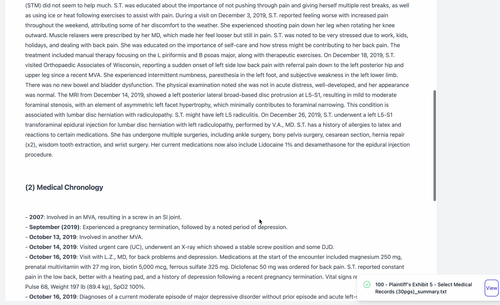 (STM) did not seem to help much. S.T. was educated about the importance of not pushing through pain and giving herself multiple rest breaks, as well
as using ice or heat following exercises to assist with pain. During a visit on December 3, 2019, S.T. reported feeling worse with increased pain
throughout the weekend, attributing some of her discomfort to the weather. She experienced shooting pain down her leg when rotating her knee
outward. Muscle relaxers were prescribed by her MD, which made her feel looser but still in pain. S.T. was noted to be very stressed due to work, kids,
holidays, and dealing with back pain. She was educated on the importance of self-care and how stress might be contributing to her back pain. The
treatment included manual therapy focusing on the L piriformis and B psoas major, along with therapeutic exercises. On December 18, 2019, S.T.
visited Orthopaedic Associates of Wisconsin, reporting a sudden onset of left side low back pain with referral pain down to the left posterior hip and
upper leg since a recent MVA. She experienced intermittent numbness, paresthesia in the left foot, and subjective weakness in the left lower limb.
There was no new bowel and bladder dysfunction. The physical examination noted she was not in acute distress, well-developed, and her appearance
was normal. The MRI from December 14, 2019, showed a left posterior lateral broad-based disc protrusion at L5-S1, resulting in mild to moderate
foraminal stenosis, with an element of asymmetric left facet hypertrophy, which minimally contributes to foraminal narrowing. This condition is
associated with lumbar disc herniation with radiculopathy. S.T. might have left L5 radiculitis. On December 26, 2019, S.T. underwent a left L5-S1
transforaminal epidural injection for lumbar disc herniation with left radiculopathy, performed by V.A., MD. S.T. has a history of allergies to latex and
reactions to certain medications. She has undergone multiple surgeries, including ankle surgery, bony pelvis surgery, cesarean section, hernia repair
(x2), wisdom tooth extraction, and wrist surgery. Her current medications now also include Lidocaine 1% and dexamethasone for the epidural injection
procedure.
(2) Medical Chronology
- 2007: Involved in an MVA, resulting in a screw in an SI joint.
- September (2019): Experienced a pregnancy termination, followed by a noted period of depression.
- October 13, 2019: Involved in another MVA.
- October 14, 2019: Visited urgent care (UC), underwent an X-ray which showed a stable screw position and some DJD.
- October 16, 2019: Visit with L.Z., MD, for back problems and depression. Medications at the start of the encounter included magnesium 250 mg,
prenatal multivitamin with 27 mg iron, biotin 5,000 mcg, ferrous sulfate 325 mg. Diclofenac 50 mg was ordered for back pain. S.T. reported constant
pain in the low back, better with a heating pad, and a history of depression following a recent pregnancy termination. Vital signs
Pulse 68, Weight 197 lb (89.4 kg), SpO2 100%.
- October 16, 2019: Diagnoses of a current moderate episode of major depressive disorder without prior episode and acute left-
100 - Plaintiff's Exhibit 5 - Select Medical
Records (30pgs)_summary.txt
View